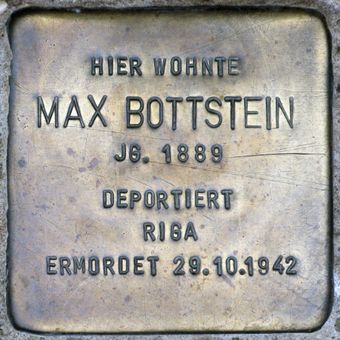 HIER WOHNTE
MAX BOTTSTEIN
JG. 1889
DEPORTIERT
RIGA
ERMORDET 29.10.1942